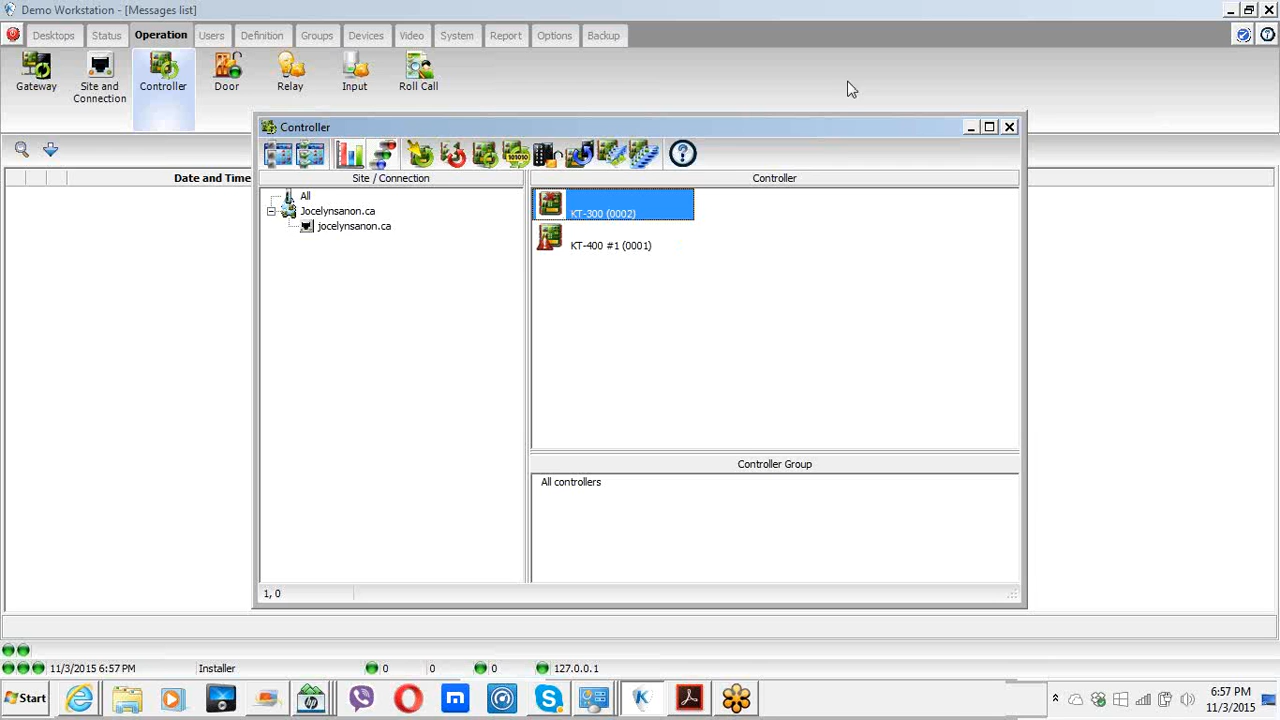 Demo Workstation - [Messages list]
Desktops Status Operation Users Definition Groups Devices Video System Report Options Backup
Gateway Site and Connection Controller Door Relay Input Roll Call
Controller
Date and Time
Site / Connection
Controller
All
Jocelynsanon.ca
jocelynsanon.ca
KT-300 (0002)
KT-400 #1 (0001)
Controller Group
All controllers
1, 0
11/3/2015 6:57 PM Installer 0 0 0 127.0.0.1
Start
6:57 PM
11/3/2015